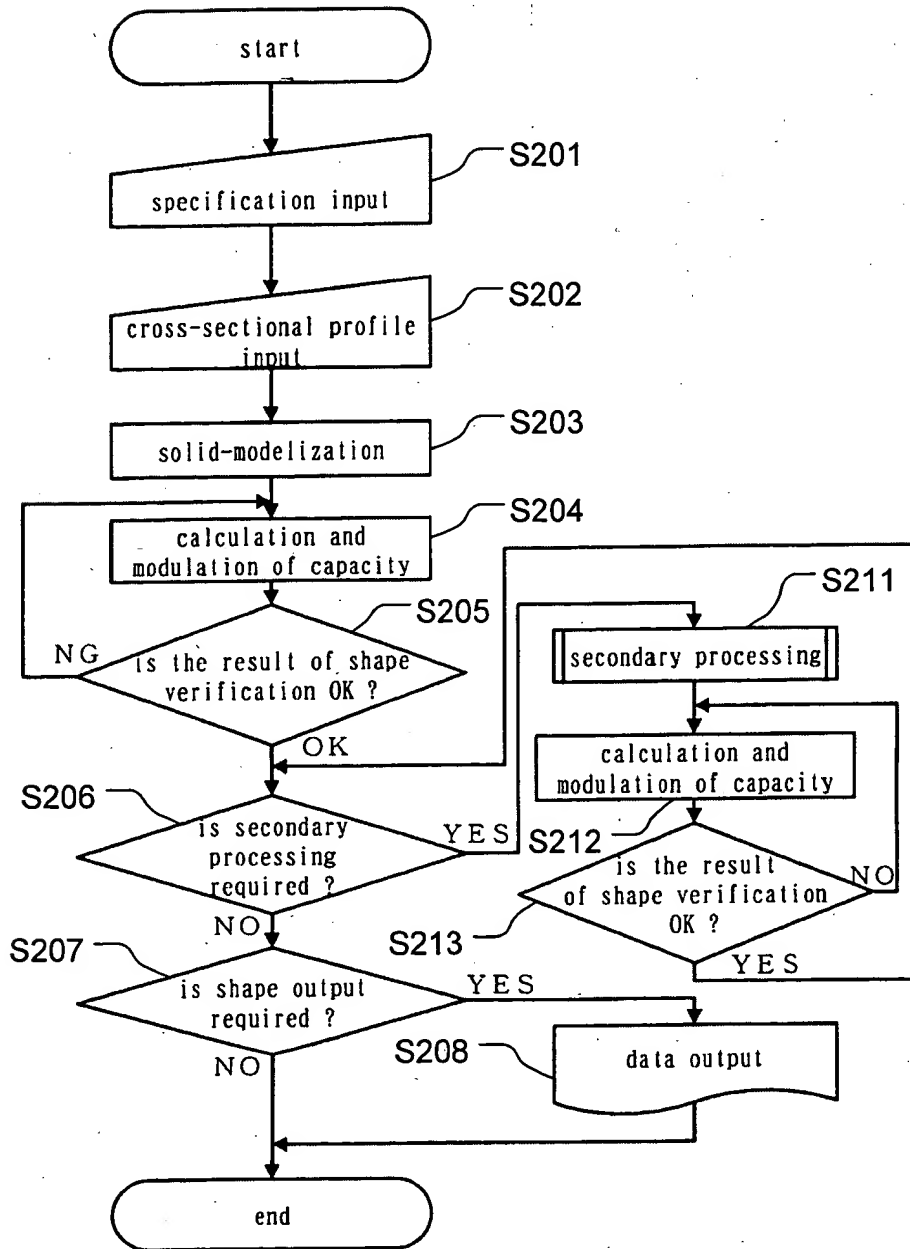 start
S201
specification input
S202
cross-sectional profile
input
S203
solid-modelization
S204
calculation and
modulation of capacity
S205
NG
is the result of shape
verification OK ?
OK
S206
is secondary
processing
required ?
YES
NO
S211
secondary processing
calculation and
modulation of capacity
S212
is the result
of shape verification
OK ?
NO
S213
YES
S207
is shape output
required ?
YES
NO
S208
data output
end